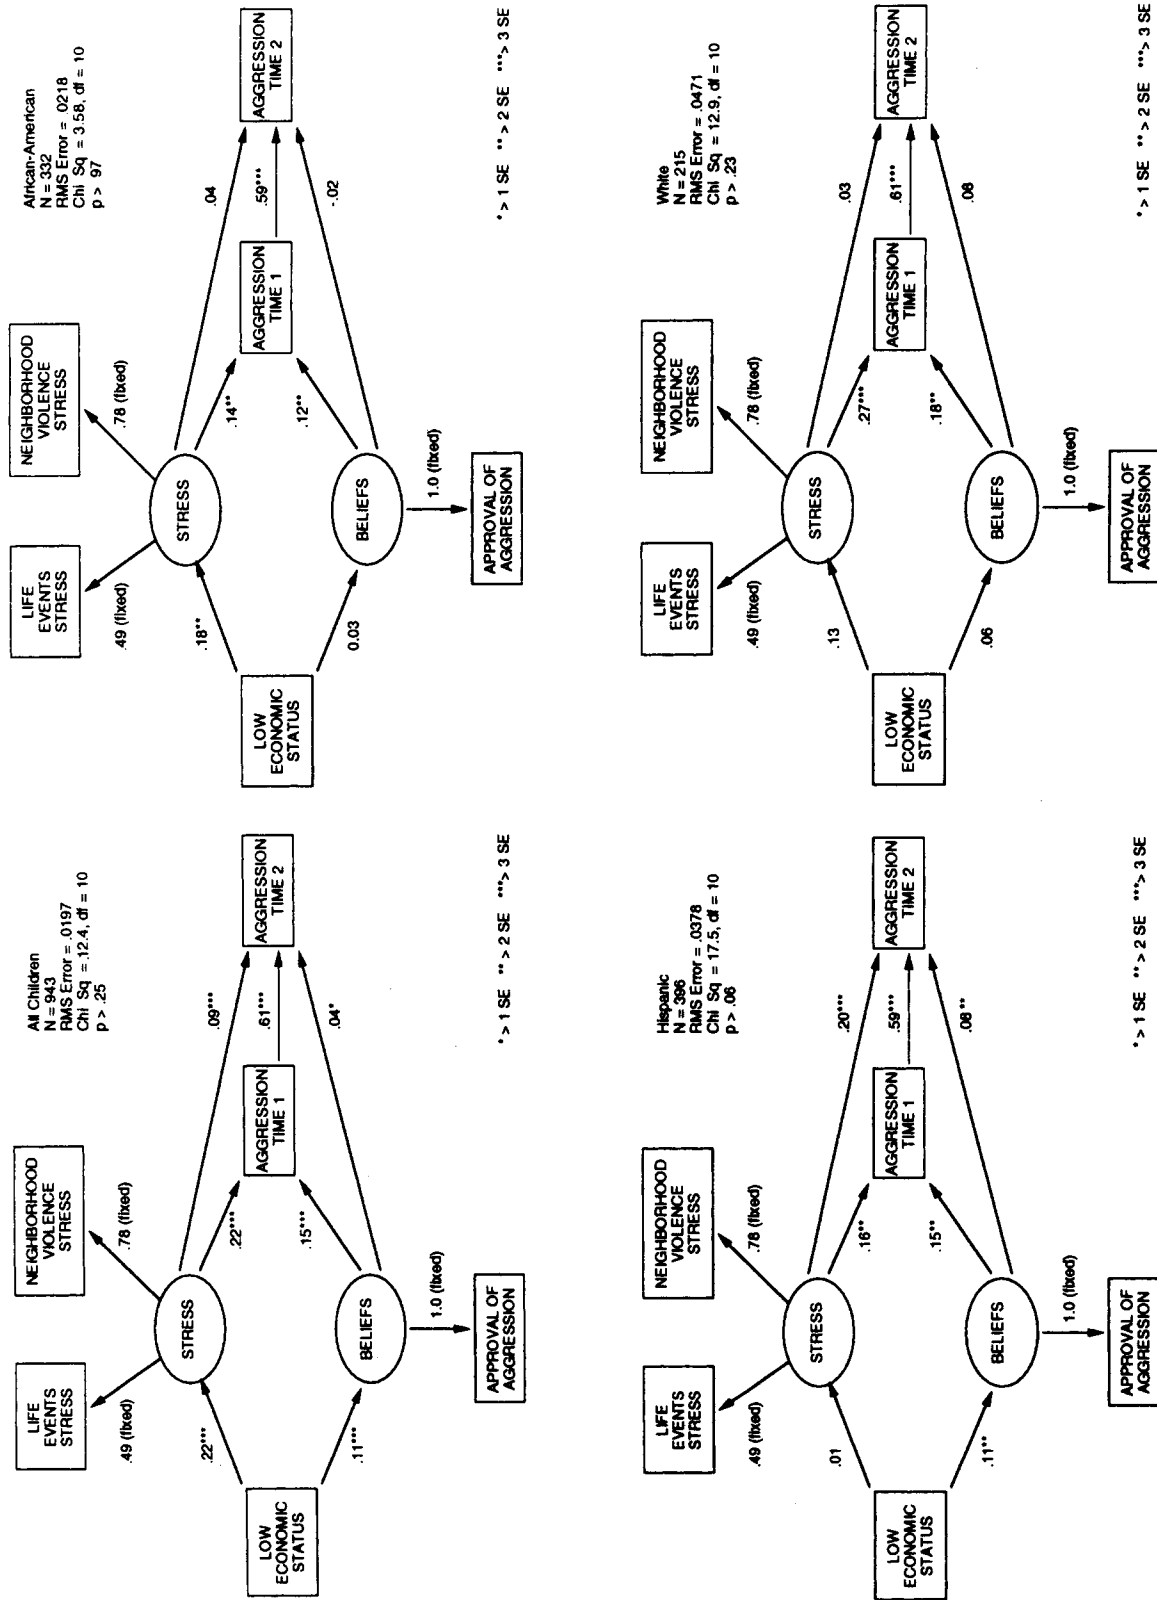 All Children
N = 943
RMS Error = .0197
Chi Sq = .12.4, df = 10
p > .25
LIFE
EVENTS
STRESS
NEIGHBORHOOD
VIOLENCE
STRESS
.49 (fixed)
.78 (fixed)
STRESS
.22***
.22***
.09***
LOW
ECONOMIC
STATUS
AGGRESSION
TIME 1
.61***
AGGRESSION
TIME 2
.11***
.15***
.04*
BELIEFS
1.0 (fixed)
APPROVAL OF
AGGRESSION
* > 1 SE ** > 2 SE ***> 3 SE
African-American
N = 332
RMS Error = .0218
Chi Sq = 3.58, df = 10
p > .97
LIFE
EVENTS
STRESS
NEIGHBORHOOD
VIOLENCE
STRESS
.49 (fixed)
.78 (fixed)
STRESS
.18**
.14**
.04
LOW
ECONOMIC
STATUS
AGGRESSION
TIME 1
.59***
AGGRESSION
TIME 2
0.03
.12**
-.02
BELIEFS
1.0 (fixed)
APPROVAL OF
AGGRESSION
* > 1 SE ** > 2 SE ***> 3 SE
Hispanic
N = 396
RMS Error = .0378
Chi Sq = 17.5, df = 10
p > .06
LIFE
EVENTS
STRESS
NEIGHBORHOOD
VIOLENCE
STRESS
.49 (fixed)
.78 (fixed)
STRESS
.01
.16**
.20***
LOW
ECONOMIC
STATUS
AGGRESSION
TIME 1
.59***
AGGRESSION
TIME 2
.11**
.15**
.08**
BELIEFS
1.0 (fixed)
APPROVAL OF
AGGRESSION
* > 1 SE ** > 2 SE ***> 3 SE
White
N = 215
RMS Error = .0471
Chi Sq = 12.9, df = 10
p > .23
LIFE
EVENTS
STRESS
NEIGHBORHOOD
VIOLENCE
STRESS
.49 (fixed)
.78 (fixed)
STRESS
.13
.27***
.03
LOW
ECONOMIC
STATUS
AGGRESSION
TIME 1
.61***
AGGRESSION
TIME 2
.06
.18**
.08
BELIEFS
1.0 (fixed)
APPROVAL OF
AGGRESSION
* > 1 SE ** > 2 SE ***> 3 SE